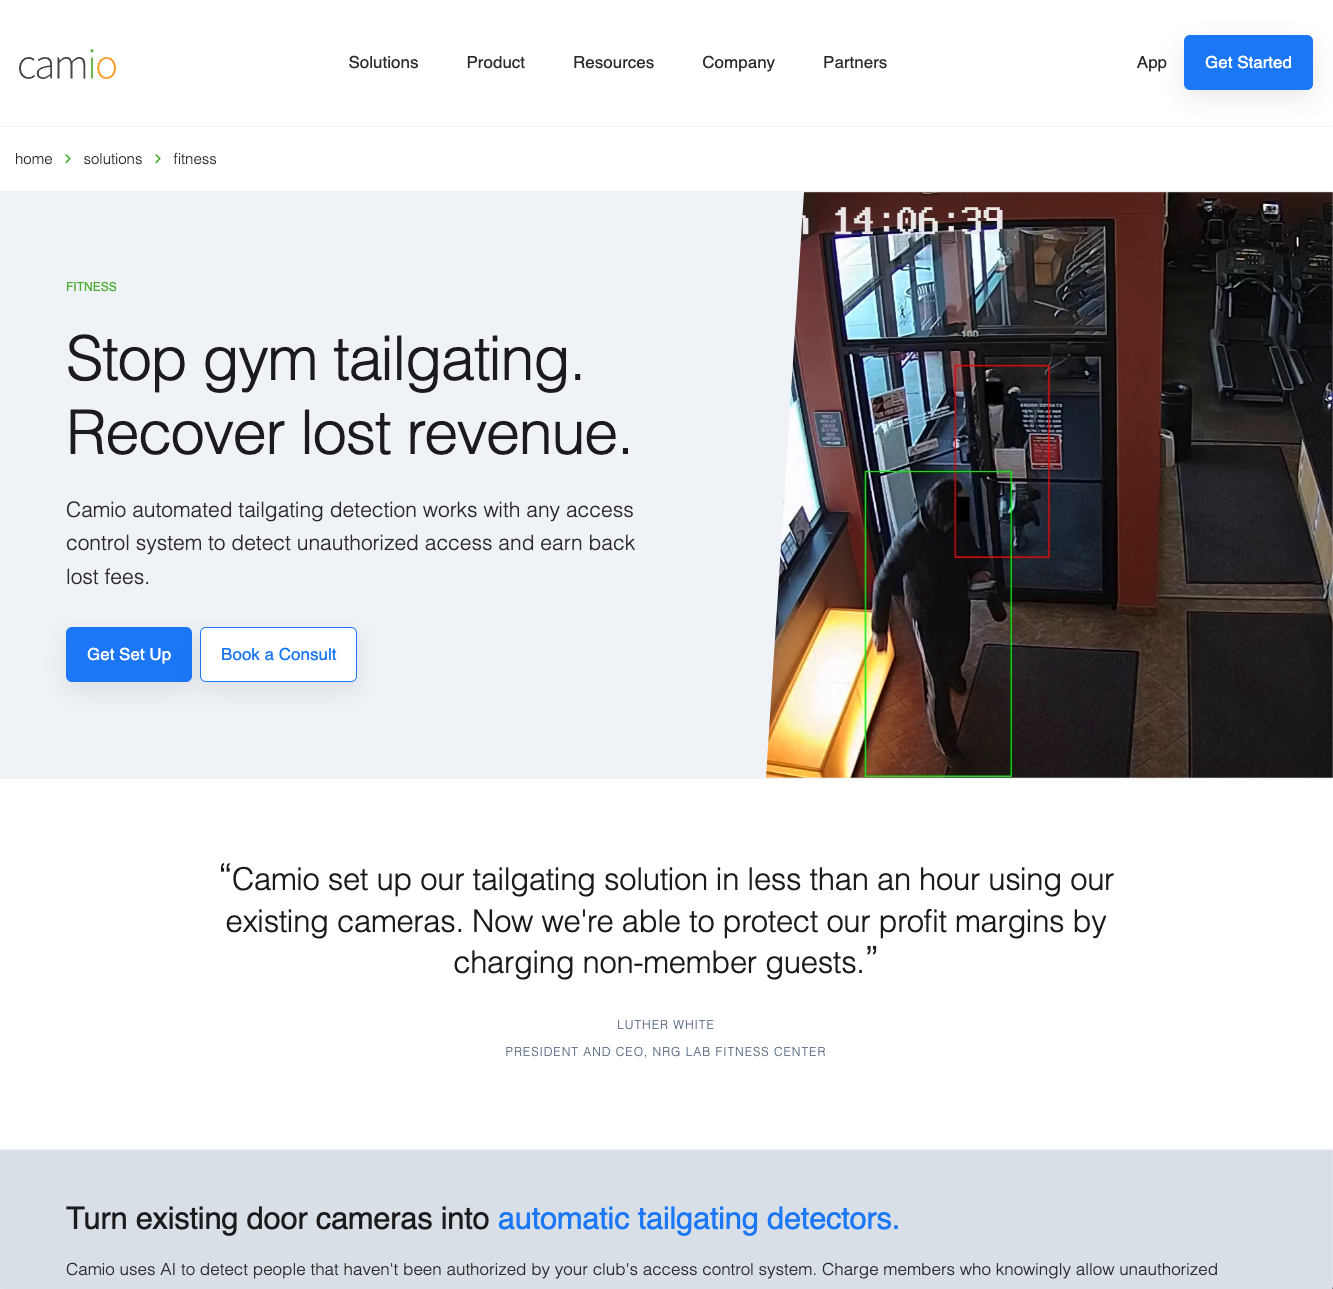 camio
Solutions
Product
Resources
Company
Partners
App
Get Started
home
solutions
fitness
14:06:39
FITNESS
Stop gym tailgating.
Recover lost revenue.
Camio automated tailgating detection works with any access
control system to detect unauthorized access and earn back
lost fees.
Get Set Up
Book a Consult
“Camio set up our tailgating solution in less than an hour using our
existing cameras. Now we're able to protect our profit margins by
charging non-member guests.”
LUTHER WHITE
PRESIDENT AND CEO, NRG LAB FITNESS CENTER
Turn existing door cameras into automatic tailgating detectors.
Camio uses AI to detect people that haven't been authorized by your club's access control system. Charge members who knowingly allow unauthorized